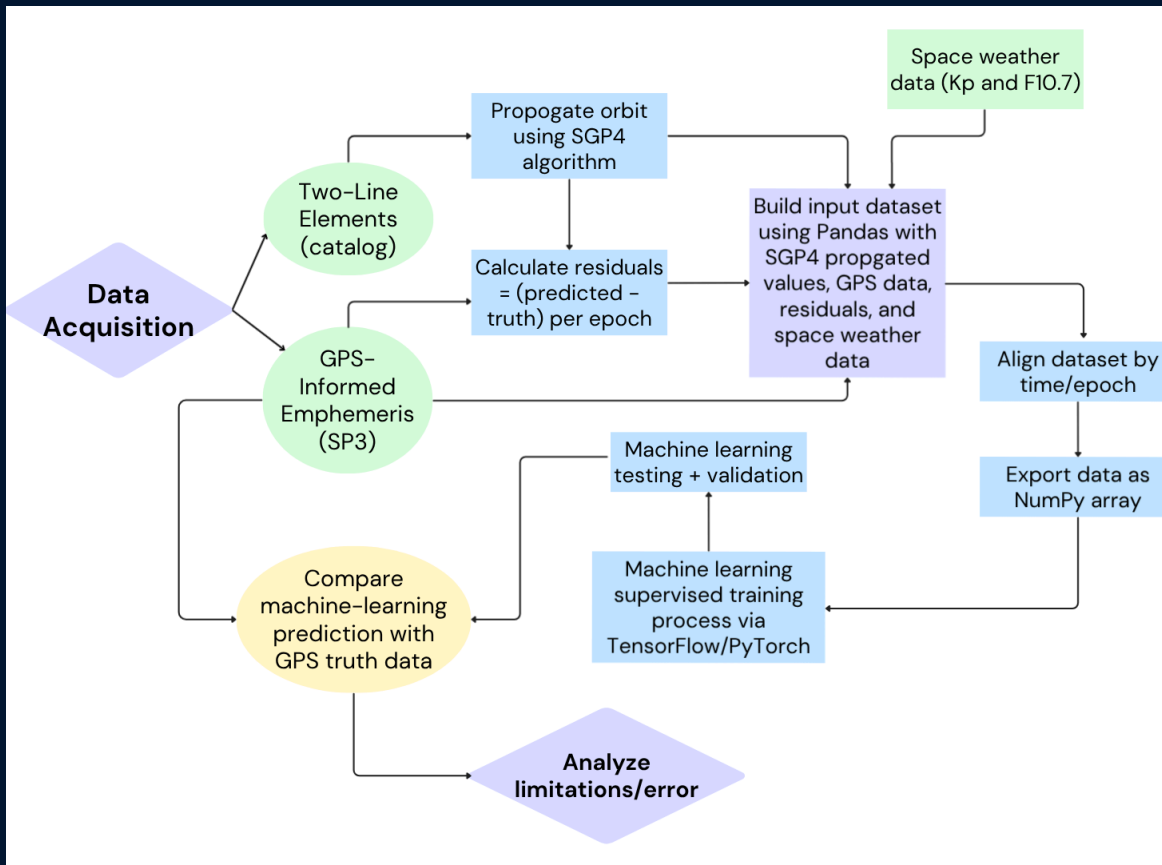 Space weather
data (Kp and F10.7)
Propogate orbit
using SGP4
algorithm
Two-Line
Elements
(catalog)
Build input dataset
using Pandas with
SGP4 propgated
values, GPS data,
residuals, and
space weather
data
Data
Acquisition
Calculate residuals
= (predicted -
truth) per epoch
GPS-
Informed
Emphemeris
(SP3)
Align dataset by
time/epoch
Machine learning
testing + validation
Export data as
NumPy array
Compare
machine-learning
prediction with
GPS truth data
Machine learning
supervised training
process via
TensorFlow/PyTorch
Analyze
limitations/error